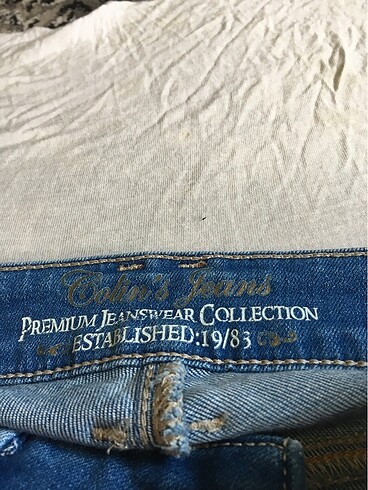 Colin's Jeans
PREMIUM JEANSWEAR COLLECTION
ESTABLISHED:19/83